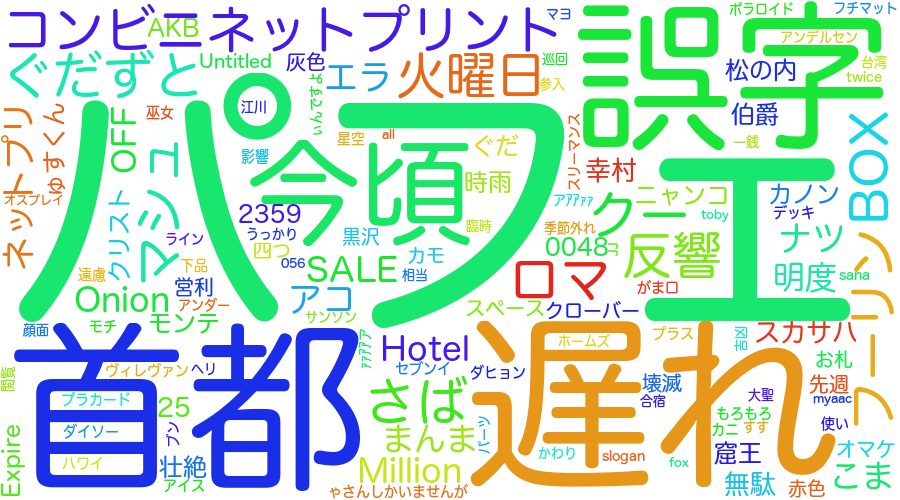 コンビニ
ネットプリント
AKB
マヨ
ポラロイド
フチマット
誤字
アンデルセン
台湾
twice
松の内
伯爵
一銭
ぐだずと
Untitled
灰色
エラ
火曜日
巡回
参入
ネットプリ
ゅすくん
巫女
OFF
江川
ぃんですよ
星空
all
ぐだ
スリーマンス
幸村
BOX
オスプレイ
クリスト
マシュ
影響
パフェ
今頃
時雨
アアァァ
クー
ニャンコ
カノン
デッキ
toby
ライン
2359
うっかり
四つ
黒沢
カモ
臨時
季節外れ
0048
JJ
反響
ナツ
遠慮
下品
営利
056
SALE
相当
ロマ
がま口
明度
sana
フーリン
Onion
アンダー
アコ
サンソン
スペース
クローバー
顔面
モチ
モンテ
ァァアアア
Hotel
ホームズ
プラス
吉凶
スカサハ
首都
遅れ
閲覧
ヴィレヴァン
ヘリ
セブンイ
ダヒョン
壊滅
合宿
大聖
お札
先週
myaac
プラカード
25
さば
ダイソー
ブン
まんま
パーツ
もろもろ
カニ
すす
使い
Expire
ハワイ
壮絶
アイス
Million
かわり
slogan
fox
窟王
オマケ
ゃさんしかいませんが
無駄
赤色
こま